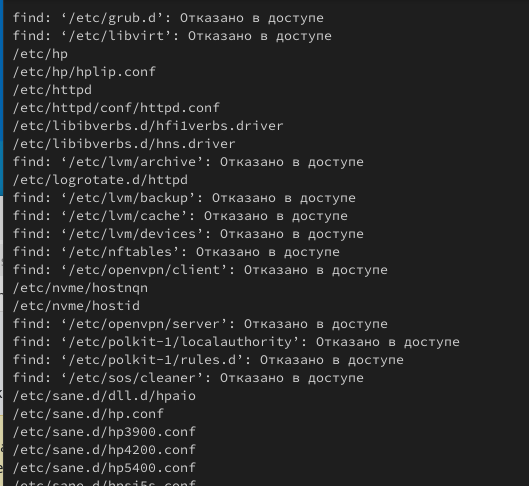 find: ‘/etc/grub.d’: Отказано в доступе
find: ‘/etc/libvirt’: Отказано в доступе
/etc/hp
/etc/hp/hplip.conf
/etc/httpd
/etc/httpd/conf/httpd.conf
/etc/libibverbs.d/hfi1verbs.driver
/etc/libibverbs.d/hns.driver
find: ‘/etc/lvm/archive’: Отказано в доступе
/etc/logrotate.d/httpd
find: ‘/etc/lvm/backup’: Отказано в доступе
find: ‘/etc/lvm/cache’: Отказано в доступе
find: ‘/etc/lvm/devices’: Отказано в доступе
find: ‘/etc/nftables’: Отказано в доступе
find: ‘/etc/openvpn/client’: Отказано в доступе
/etc/nvme/hostnqn
/etc/nvme/hostid
find: ‘/etc/openvpn/server’: Отказано в доступе
find: ‘/etc/polkit-1/localauthority’: Отказано в доступе
find: ‘/etc/polkit-1/rules.d’: Отказано в доступе
find: ‘/etc/sos/cleaner’: Отказано в доступе
/etc/sane.d/dll.d/hpaio
/etc/sane.d/hp.conf
/etc/sane.d/hp3900.conf
/etc/sane.d/hp4200.conf
/etc/sane.d/hp5400.conf
/etc/sane.d/hpsj5s.conf